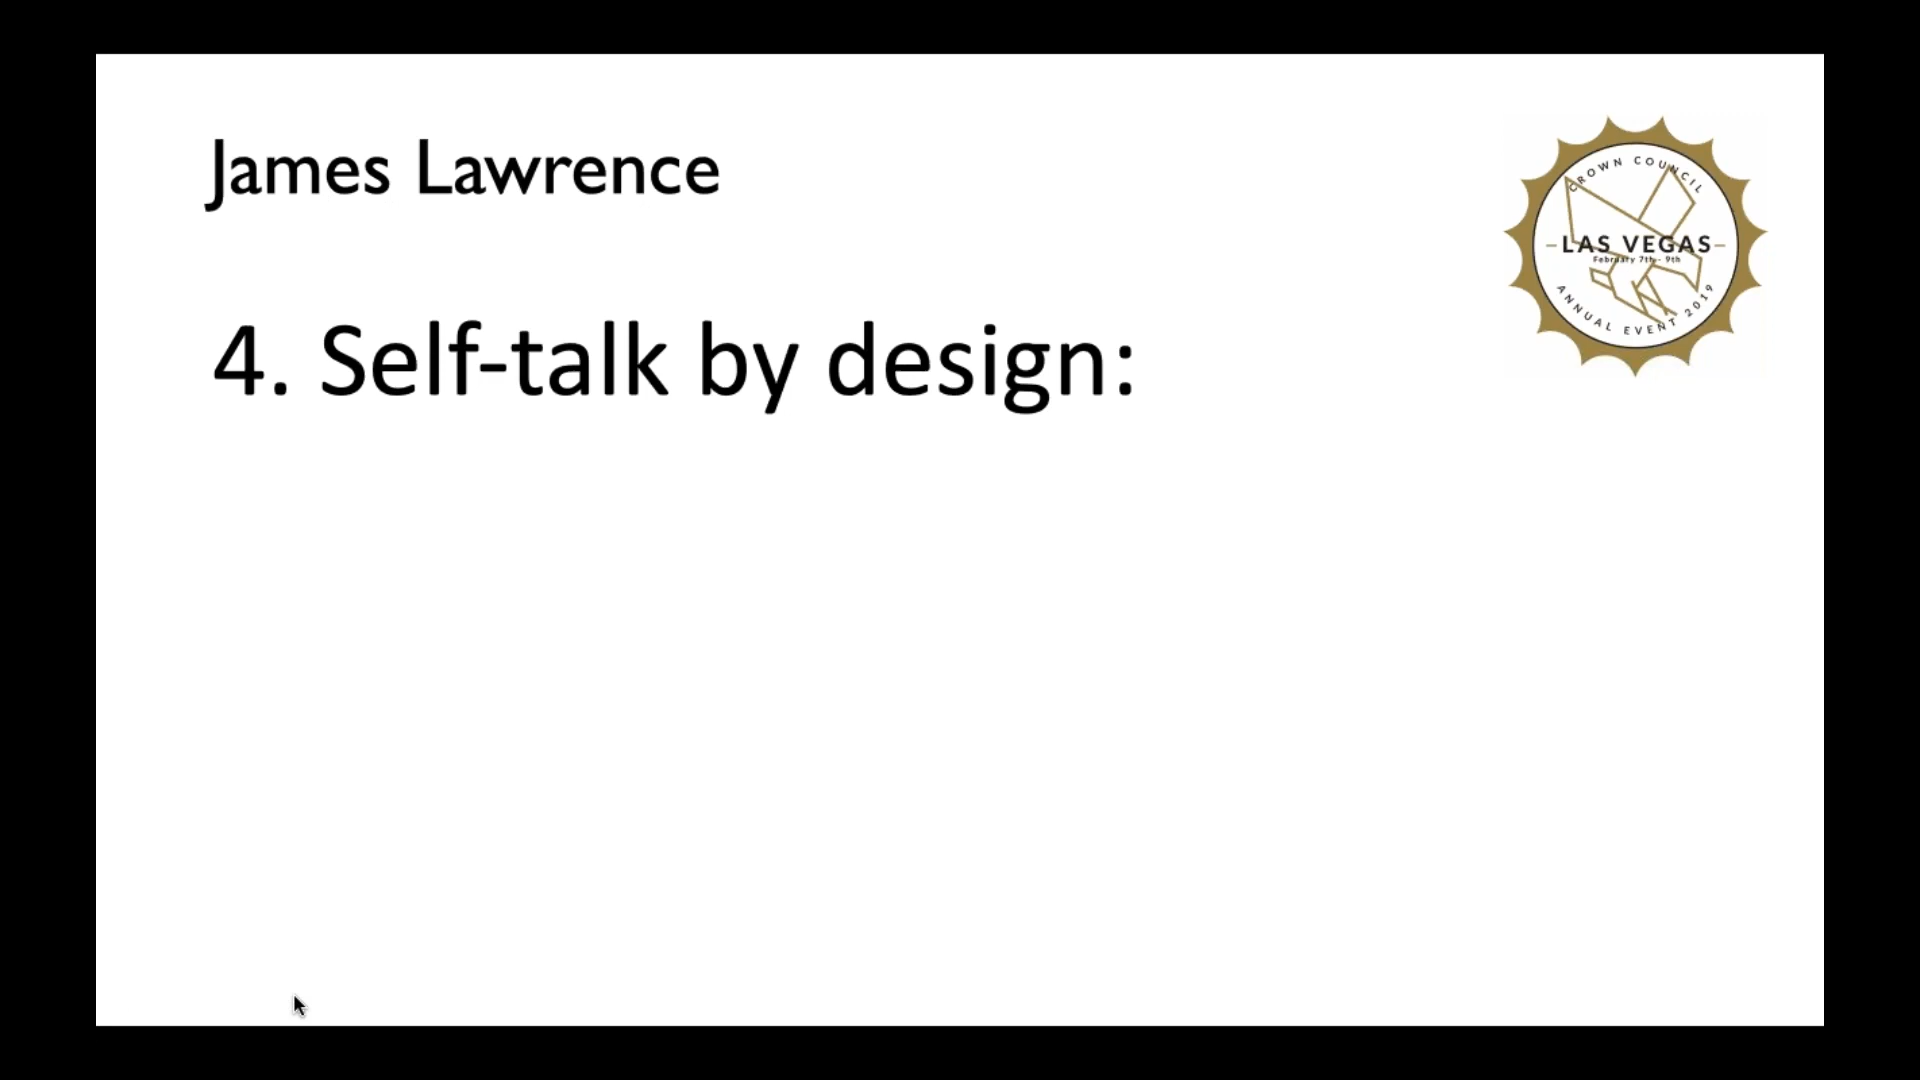 James Lawrence
CROWN COUNCIL
-LAS VEGAS-
February 7th - 9th
ANNUAL EVENT 2019
4. Self-talk by design: